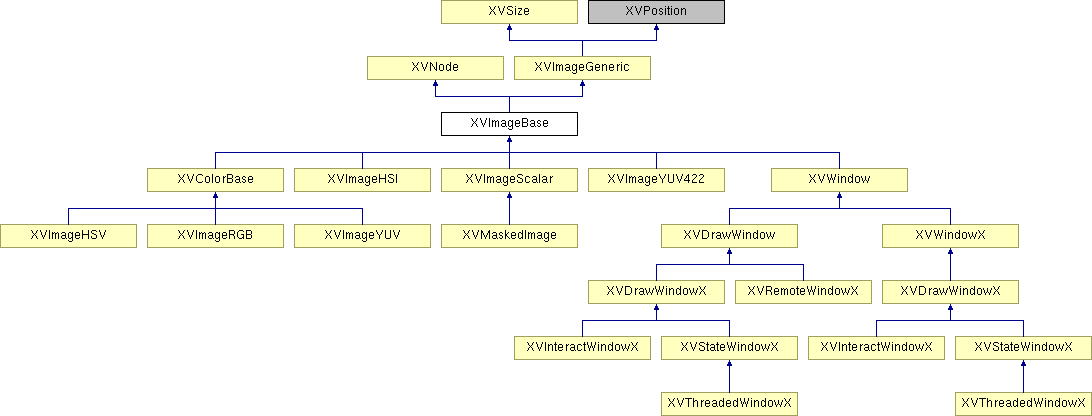 XVSize XVPosition
XVNode XVImageGeneric
XVImageBase
XVColorBase XVImageHSI XVImageScalar XVImageYUV422 XVWindow
XVImageHSV XVImageRGB XVImageYUV XVMaskedImage XVDrawWindow XVWindowX
XVDrawWindowX XVRemoteWindowX XVDrawWindowX
XVInteractWindowX XVStateWindowX XVInteractWindowX XVStateWindowX
XVThreadedWindowX XVThreadedWindowX